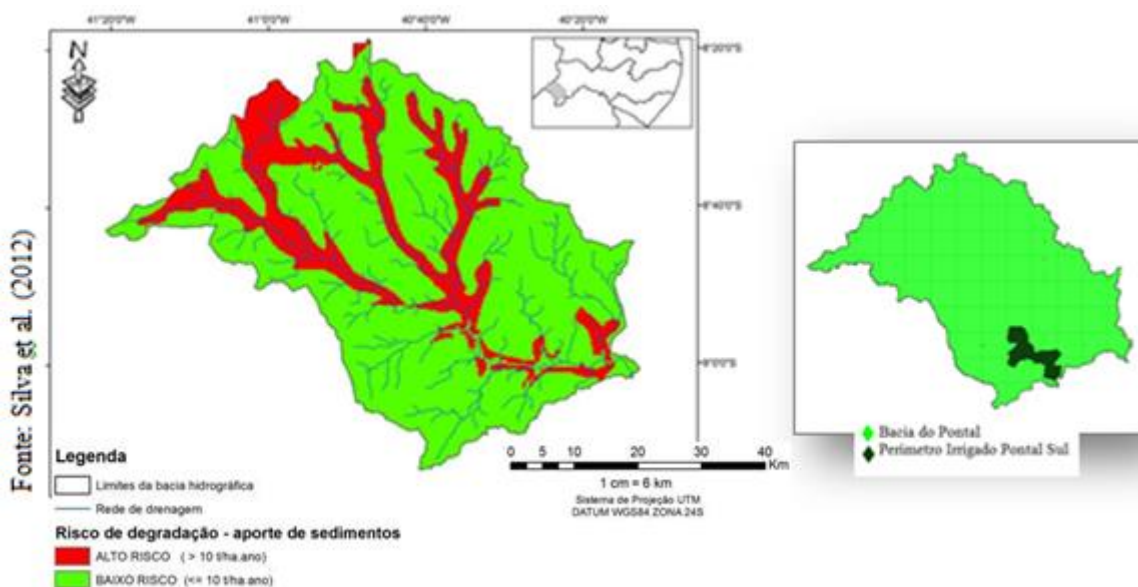 41°20'0"W 41°0'0"W 40°40'0"W 40°20'0"W
8°20'0"S
8°40'0"S
9°0'0"S
N
Fonte: Silva et al. (2012)
Legenda
Limites da bacia hidrográfica
Rede de drenagem
Risco de degradação - aporte de sedimentos
ALTO RISCO ( > 10 t/ha.ano)
BAIXO RISCO (<= 10 t/ha.ano)
0 5 10 20 30 40
Km
1 cm = 6 km
Sistema de Projeção UTM
DATUM WGS84 ZONA 24S
Bacia do Pontal
Perímetro Irrigado Pontal Sul